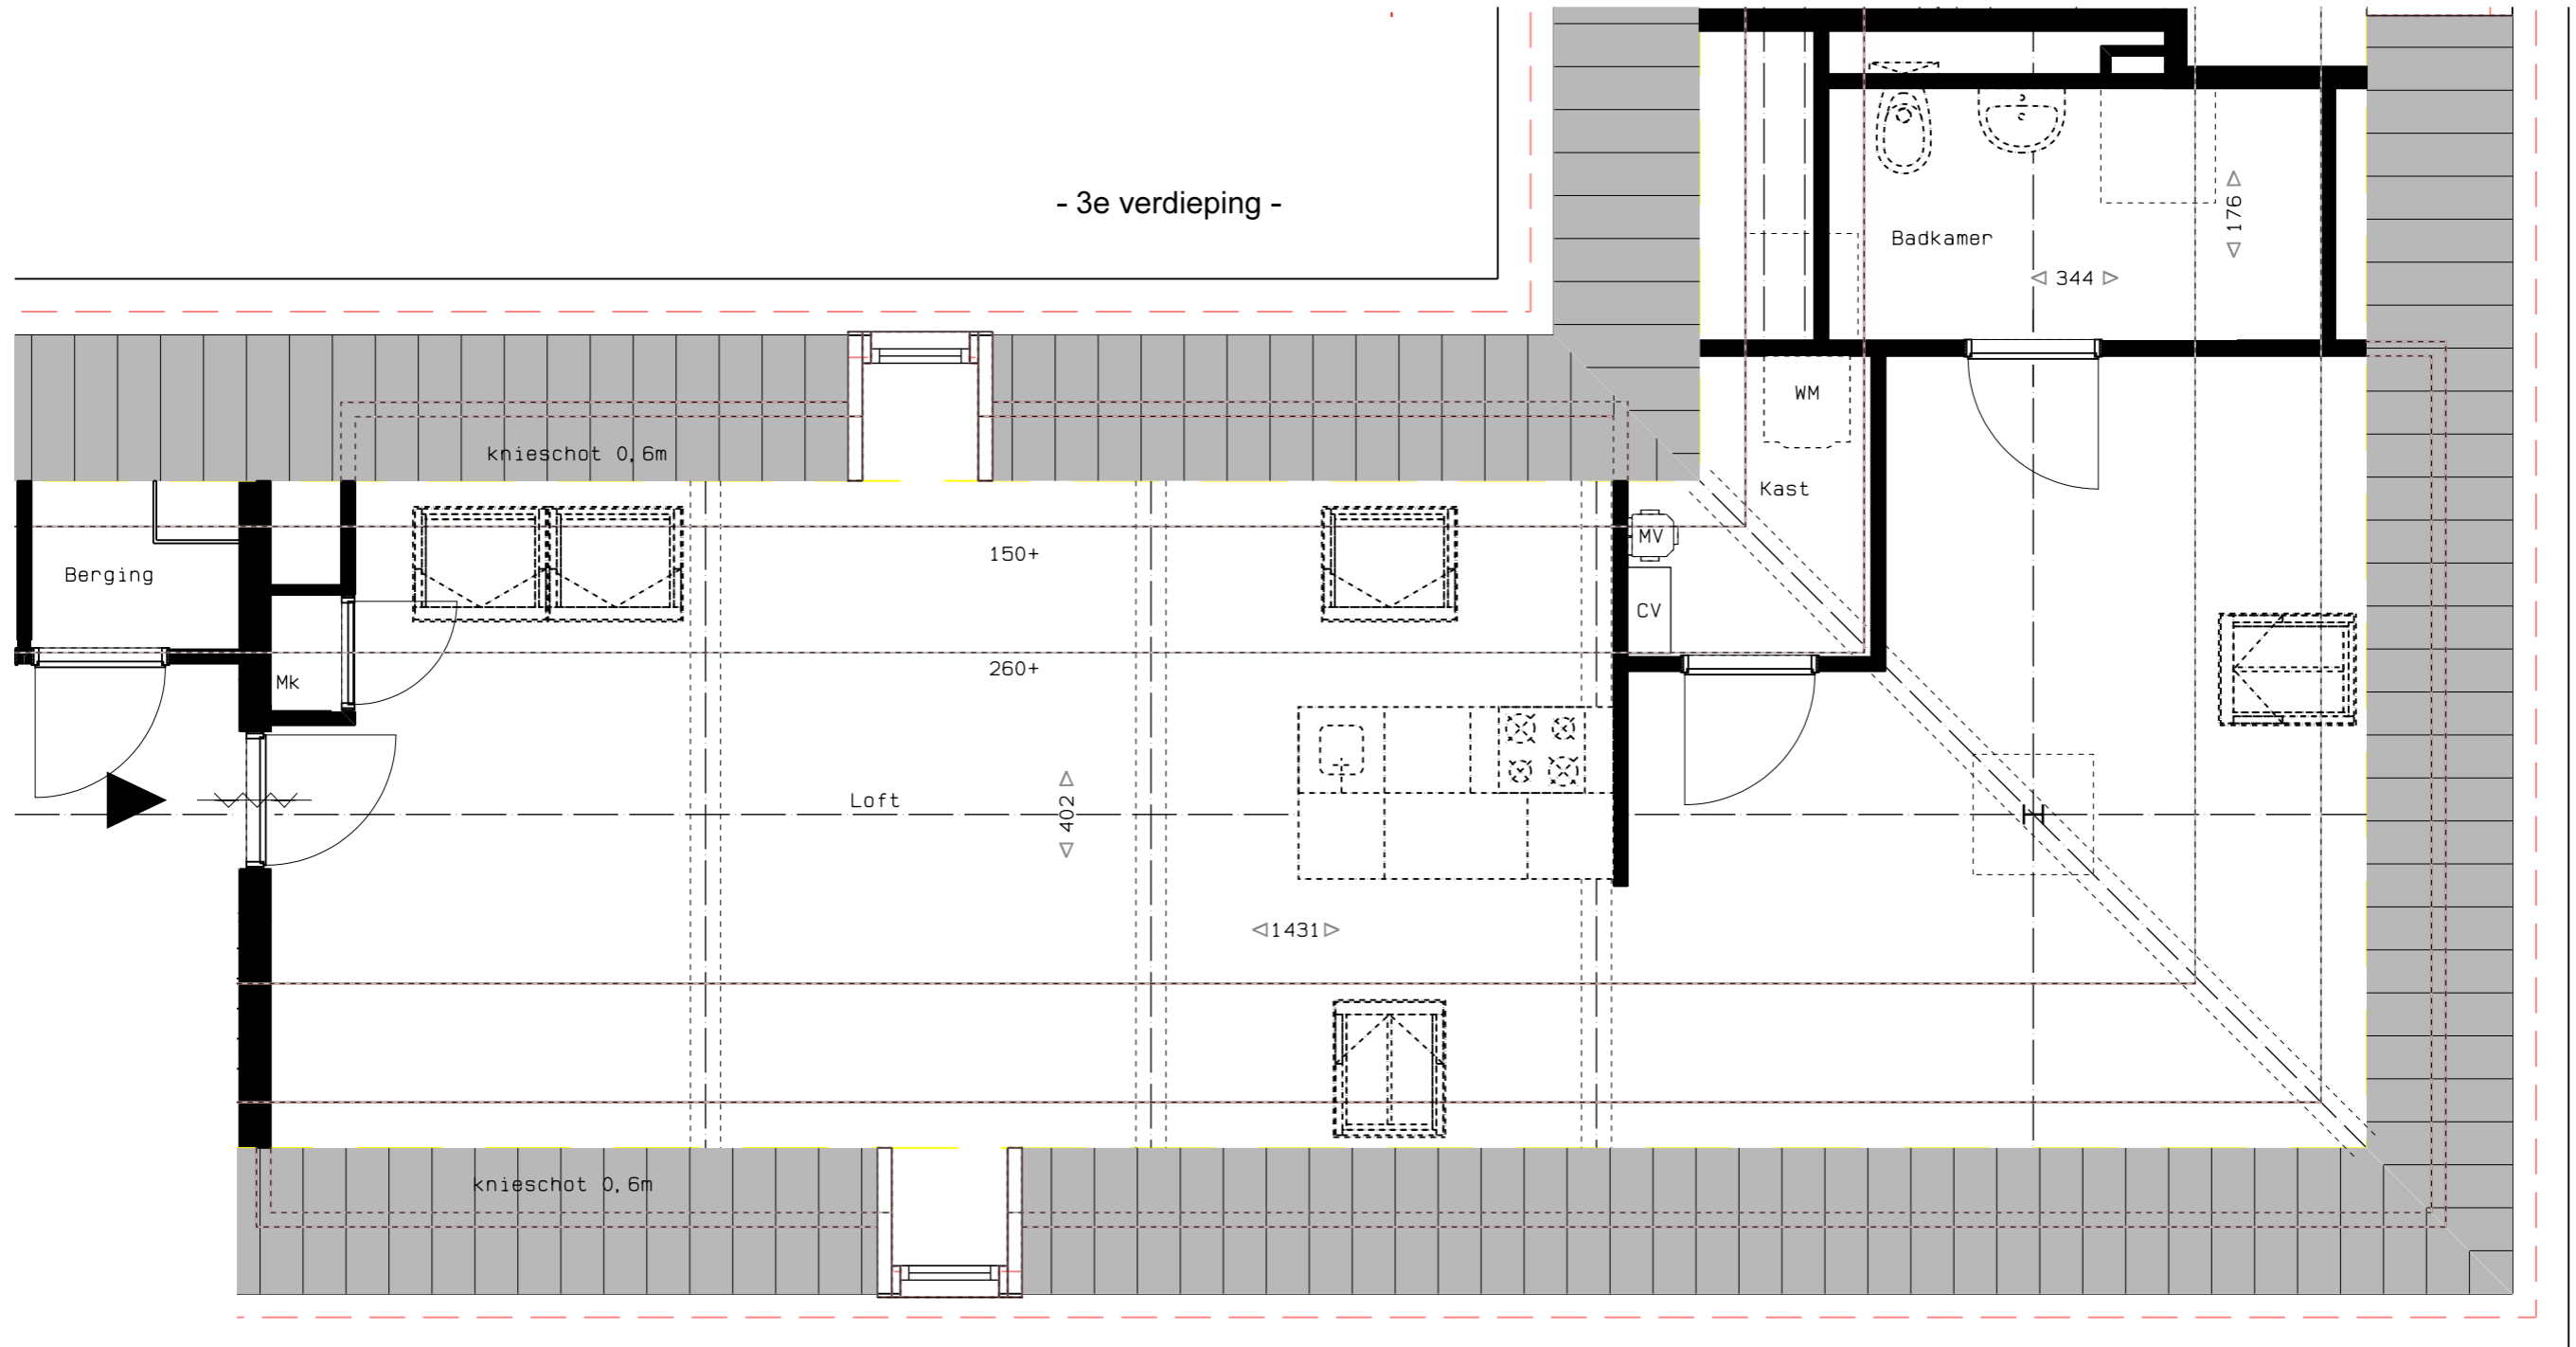 - 3e verdieping -
Badkamer
176
344
WM
knieschot 0,6m
Kast
MV
150+
Berging
CV
260+
Mk
Loft
402
1431
knieschot 0,6m